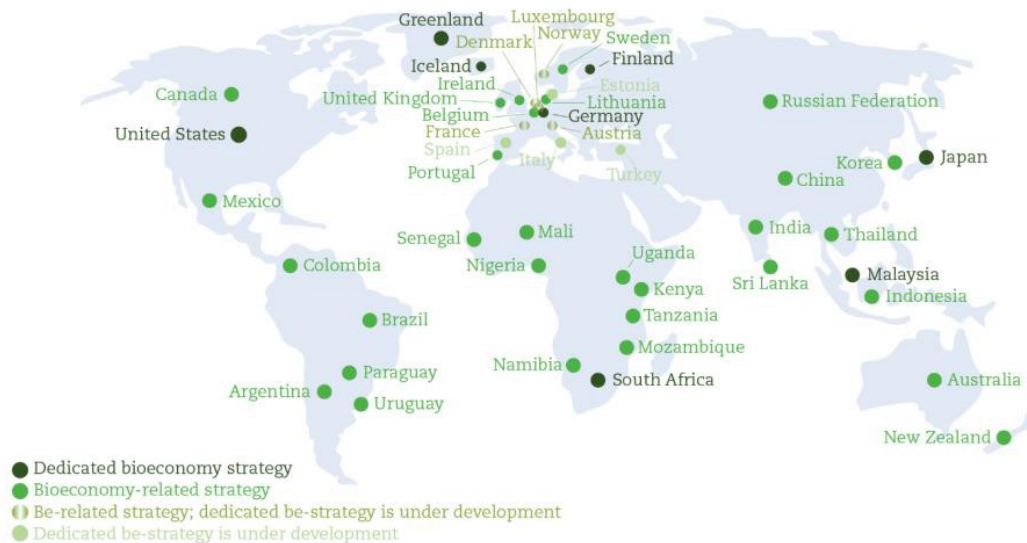 Greenland
Luxembourg
Norway
Denmark
Sweden
Iceland
Finland
Canada
Ireland
Estonia
United Kingdom
Lithuania
Russian Federation
Belgium
Germany
United States
France
Austria
Spain
Italy
Korea
Japan
Portugal
Turkey
China
Mexico
Mali
India
Thailand
Senegal
Uganda
Colombia
Nigeria
Kenya
Sri Lanka
Malaysia
Indonesia
Brazil
Tanzania
Mozambique
Paraguay
Namibia
South Africa
Australia
Argentina
Uruguay
New Zealand
Dedicated bioeconomy strategy
Bioeconomy-related strategy
Be-related strategy; dedicated be-strategy is under development
Dedicated be-strategy is under development